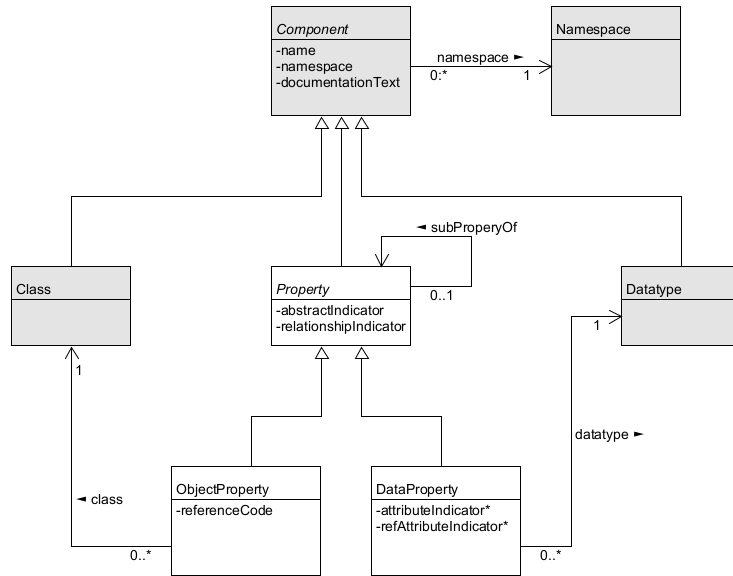 Component
-name
-namespace
-documentationText
namespace ►
0:*
1
Namespace
◄ subProperyOf
0..1
Class
Property
-abstractIndicator
-relationshipIndicator
Datatype
1
1
datatype ►
◄ class
ObjectProperty
-referenceCode
DataProperty
-attributeIndicator*
-refAttributeIndicator*
0..*
0..*